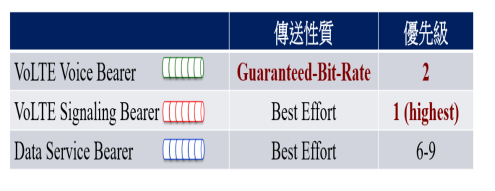 傳送性質 優先級
VoLTE Voice Bearer Guaranteed-Bit-Rate 2
VoLTE Signaling Bearer Best Effort 1 (highest)
Data Service Bearer Best Effort 6-9